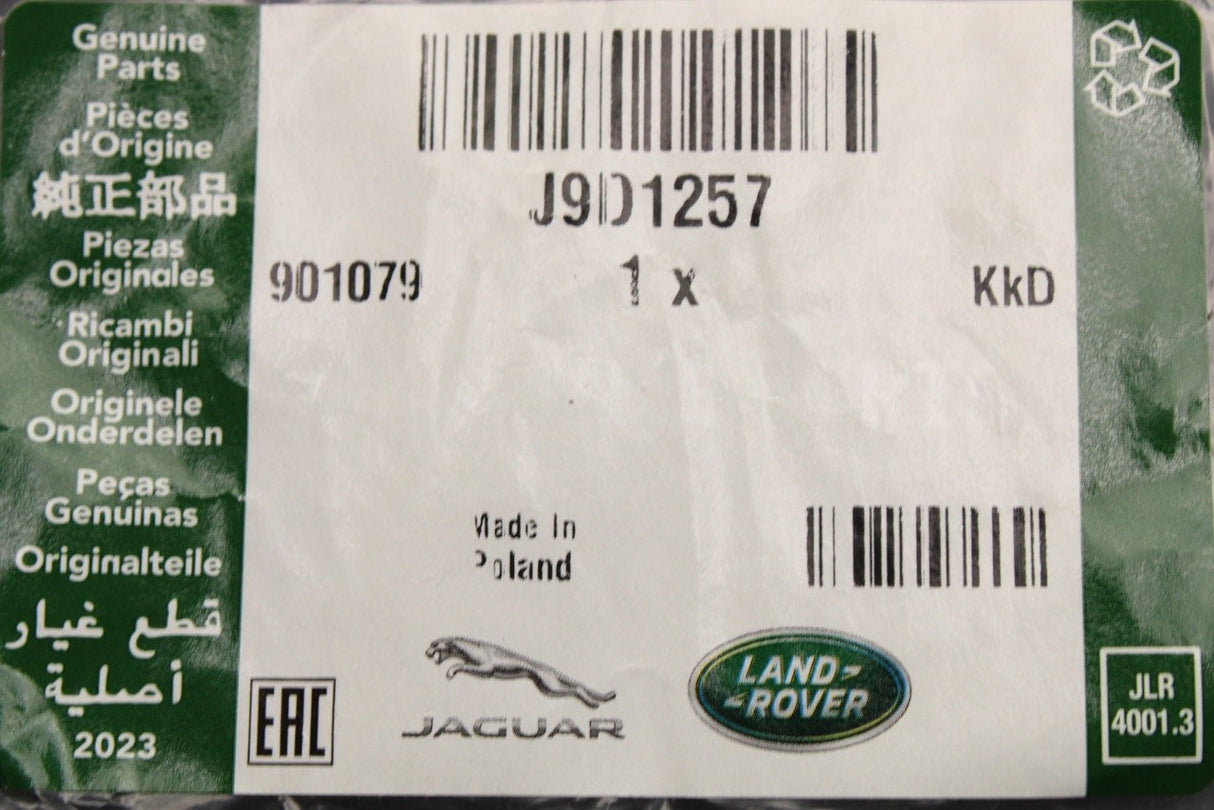 Genuine
Parts
Pièces
d'Origine
純正部品
Piezas
Originales
Ricambi
Originali
Originele
Onderdelen
Peças
Genuinas
Originalteile
قطع غيار
أصلية
2023
J9D1257
901079 1 x KkD
Made In
Poland
EAC
JAGUAR
LAND
ROVER
JLR
4001.3